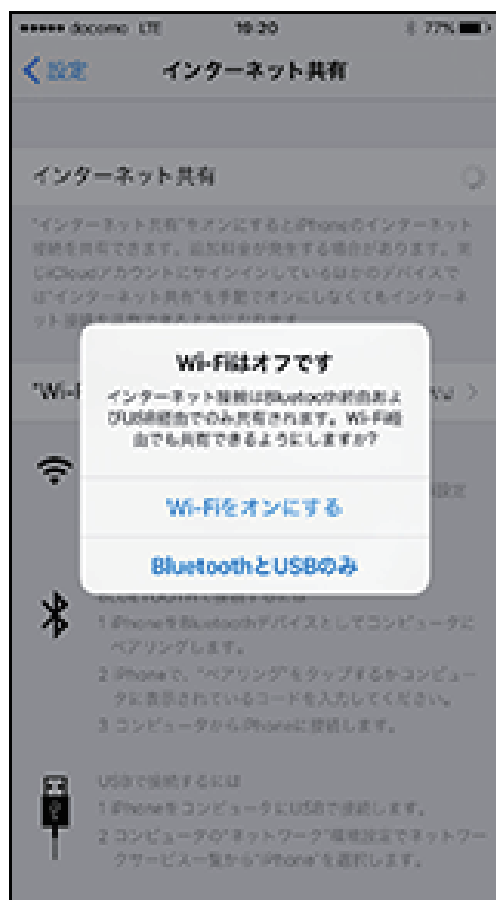 docomo LTE 19:20 77%
設定 インターネット共有
インターネット共有
"インターネット共有"をオンにするとiPhoneのインターネット
接続を共有できます。追加料金が発生する場合があります。同
じiCloudアカウントにサインインしているほかのデバイスで
は"インターネット共有"を手動でオンにしなくてもインターネ
ット接続を
Wi-Fiはオフです
"Wi-F
インターネット接続はBluetooth経由およ
びUSB経由でのみ共有されます。Wi-Fi経
由でも共有できるようにしますか?
Wi-Fiをオンにする
BluetoothとUSBのみ
1 iPhoneをBluetoothデバイスとしてコンピュータに
ペアリングします。
2 iPhoneで、"ペアリング"をタップするかコンピュー
タに表示されているコードを入力してください。
3 コンピュータからiPhoneに接続します。
USBで接続するには
1 iPhoneをコンピュータにUSBで接続します。
2 コンピュータの"ネットワーク"環境設定でネットワー
クサービス一覧から"iPhone"を選択します。